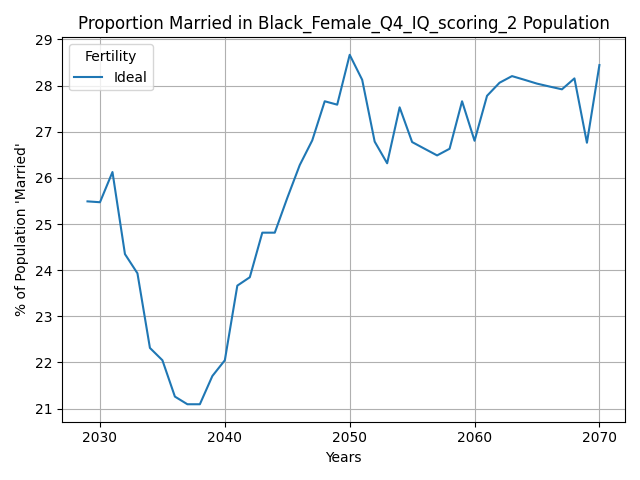 Proportion Married in Black_Female_Q4_IQ_scoring_2 Population
% of Population 'Married'
Fertility
Ideal
29
28
27
26
25
24
23
22
21
2030 2040 2050 2060 2070
Years